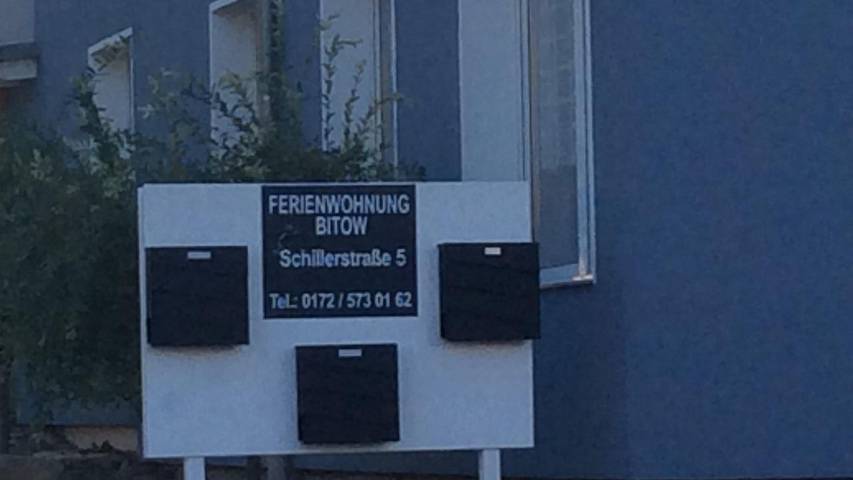 FERIENWOHNUNG
BITOW
Schillerstraße 5
Tel.: 0172 / 573 01 62